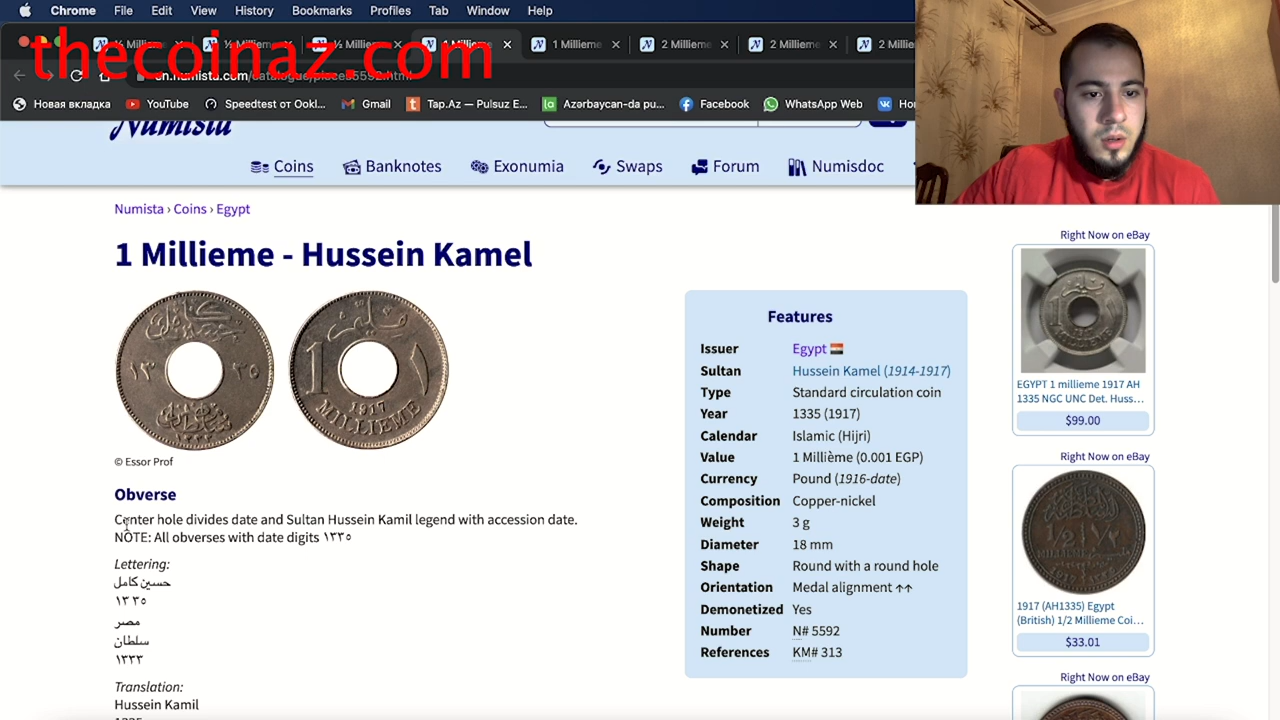 Chrome File Edit View History Bookmarks Profiles Tab Window Help
thecoinaz.com
1 Millieme × 2 Millieme × 2 Millieme × 2 Millie
Новая вкладка YouTube Speedtest от Ookl... Gmail Tap.Az — Pulsuz E... Azərbaycan-da pu... Facebook WhatsApp Web
Numista
Coins Banknotes Exonumia Swaps Forum Numisdoc
Numista › Coins › Egypt
1 Millieme - Hussein Kamel
© Essor Prof
Obverse
Center hole divides date and Sultan Hussein Kamil legend with accession date.
NOTE: All obverses with date digits ١٣٣٥
Lettering:
حسين كامل
١٣ ٣٥
مصر
سلطان
١٣٣٣
Translation:
Hussein Kamil
1 ١
1917
MILLIEME
Features
Issuer Egypt
Sultan Hussein Kamel (1914-1917)
Type Standard circulation coin
Year 1335 (1917)
Calendar Islamic (Hijri)
Value 1 Millième (0.001 EGP)
Currency Pound (1916-date)
Composition Copper-nickel
Weight 3 g
Diameter 18 mm
Shape Round with a round hole
Orientation Medal alignment ↑↑
Demonetized Yes
Number N# 5592
References KM# 313
Right Now on eBay
EGYPT 1 millieme 1917 AH
1335 NGC UNC Det. Huss...
$99.00
Right Now on eBay
1917 (AH1335) Egypt
(British) 1/2 Millieme Coi...
$33.01
Right Now on eBay